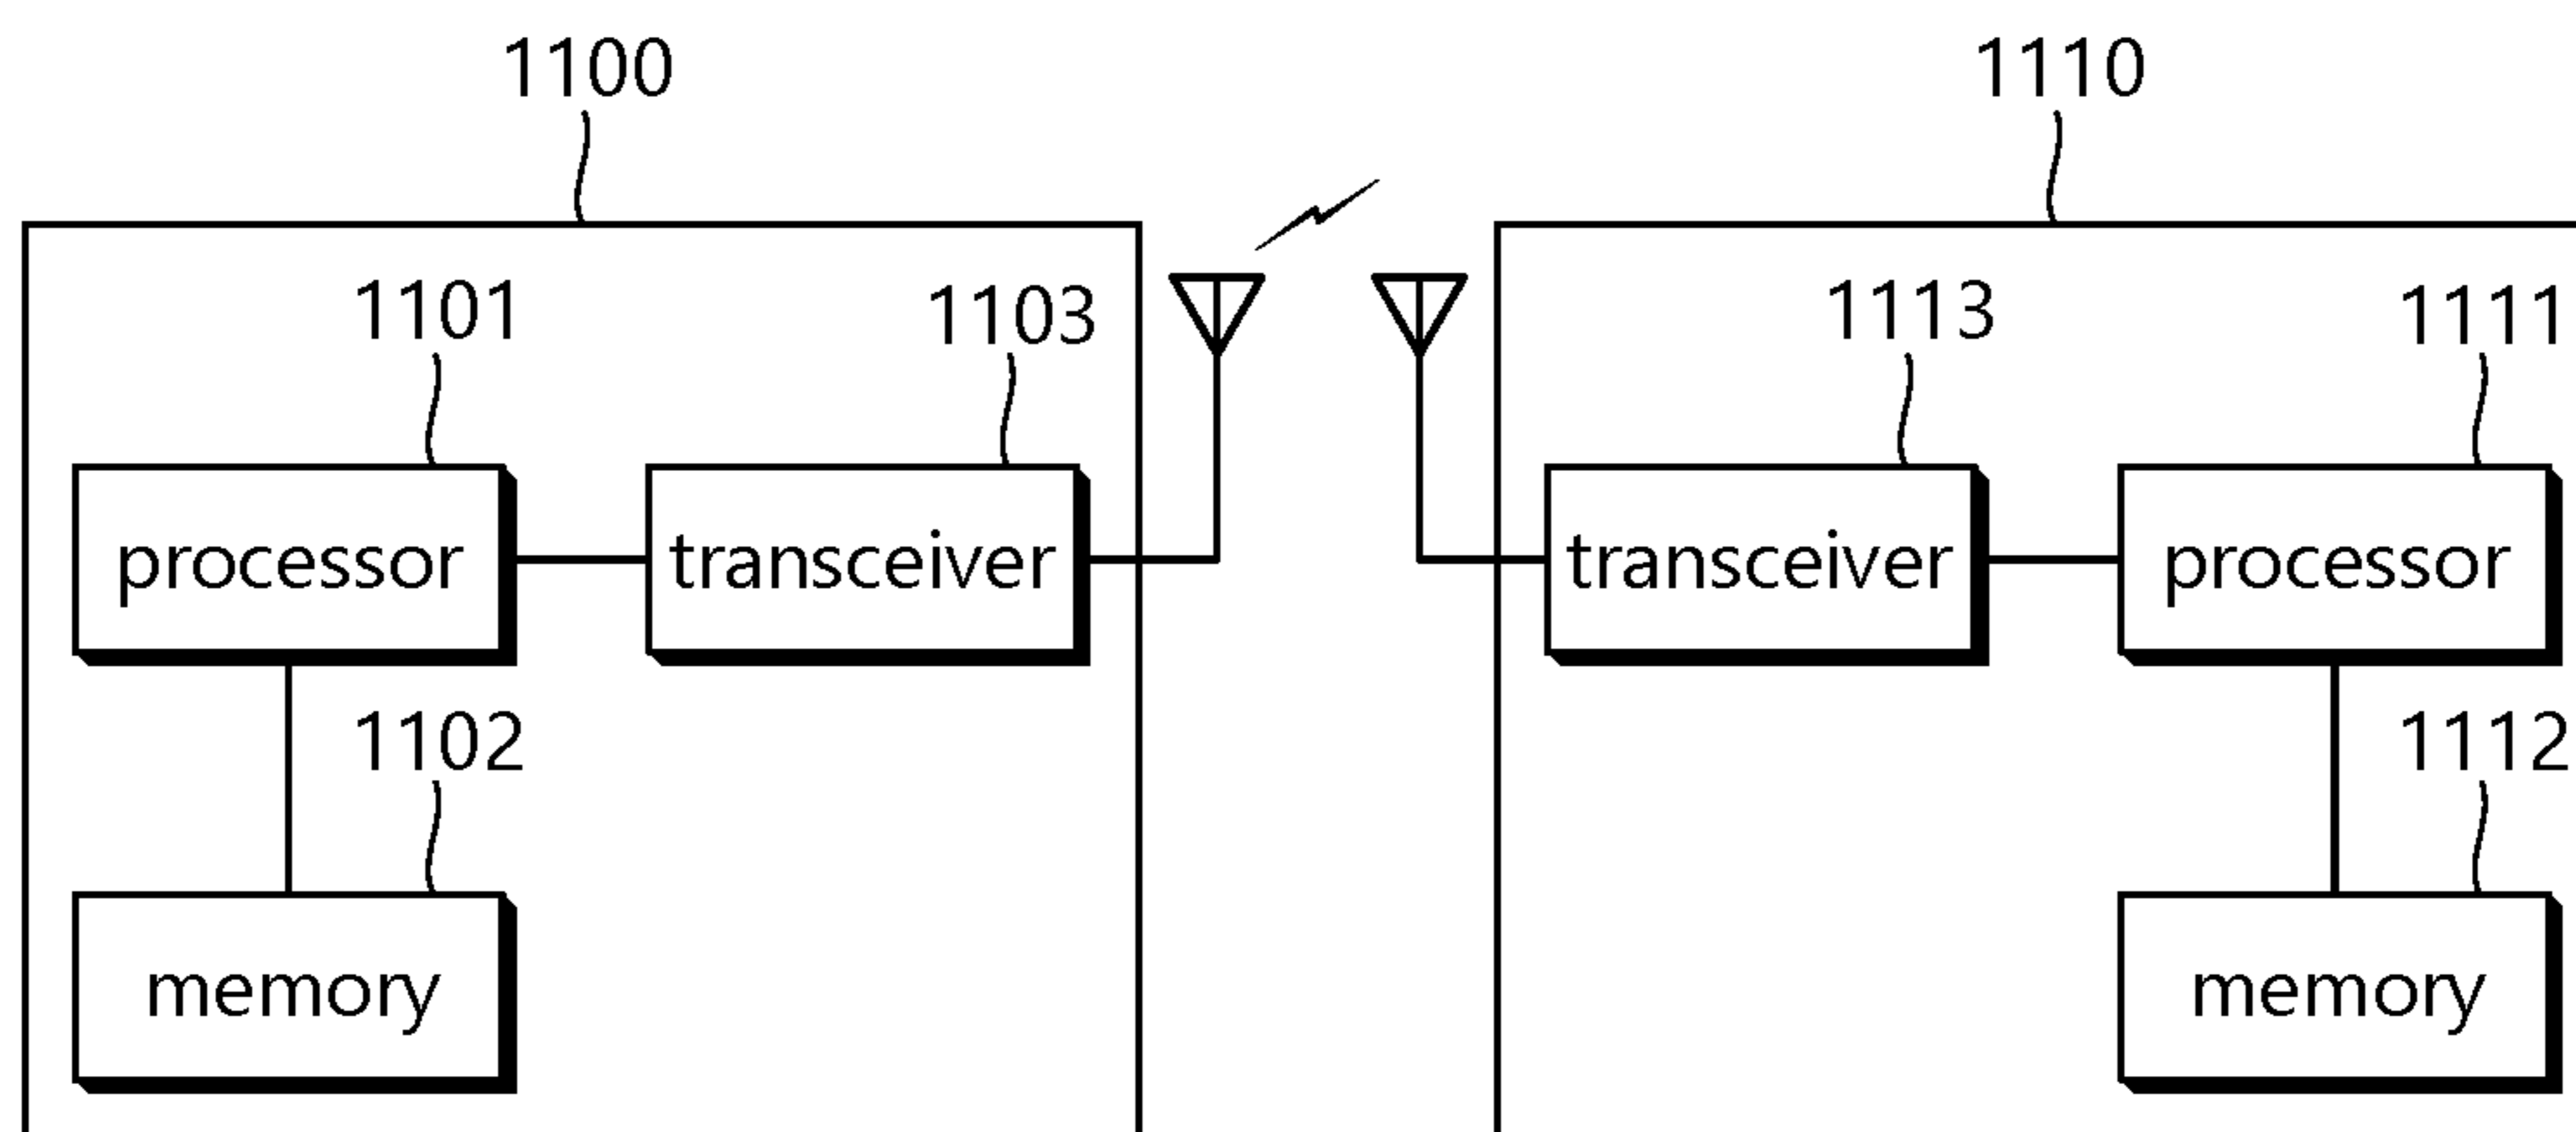 1100
1110
1101
1103
1113
1111
processor
transceiver
transceiver
processor
1102
1112
memory
memory